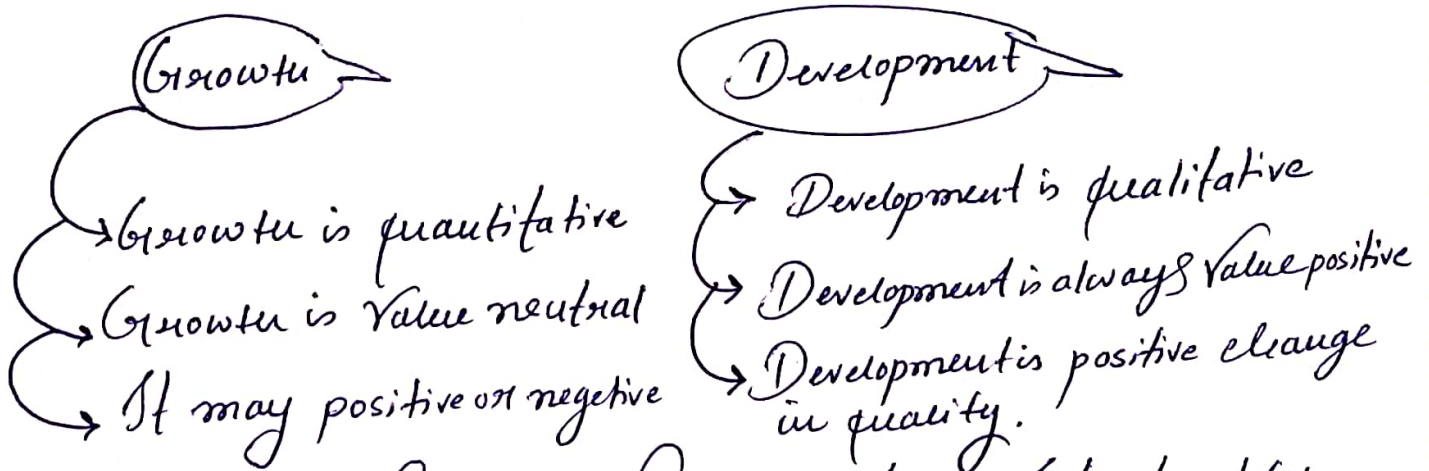 Growth
Growth is quantitative
Growth is Value neutral
It may positive or negetive
Development
Development is qualitative
Development is always Value positive
Development is positive change
in quality.